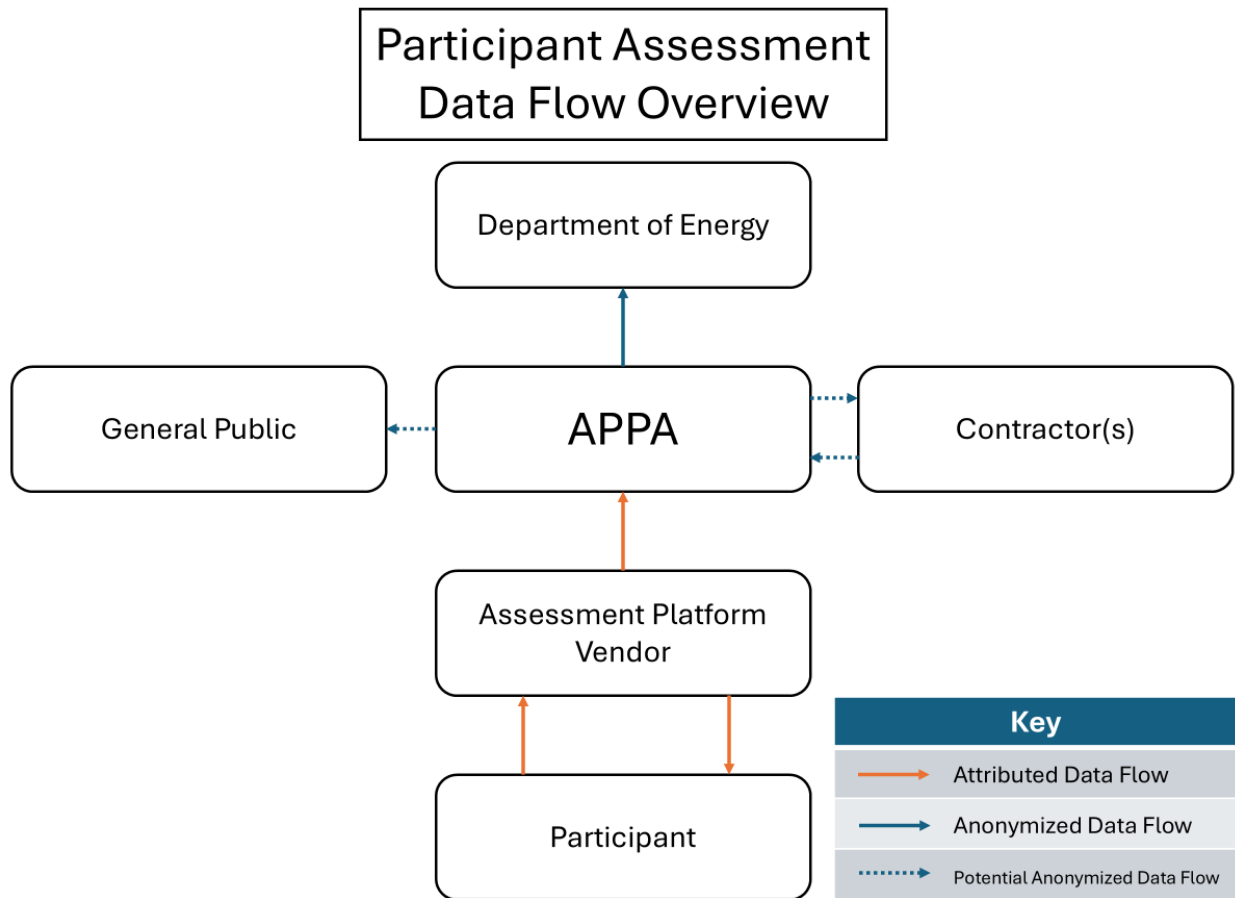 Participant Assessment
Data Flow Overview
Department of Energy
General Public
APPA
Contractor(s)
Assessment Platform
Vendor
Participant
Key
Attributed Data Flow
Anonymized Data Flow
Potential Anonymized Data Flow